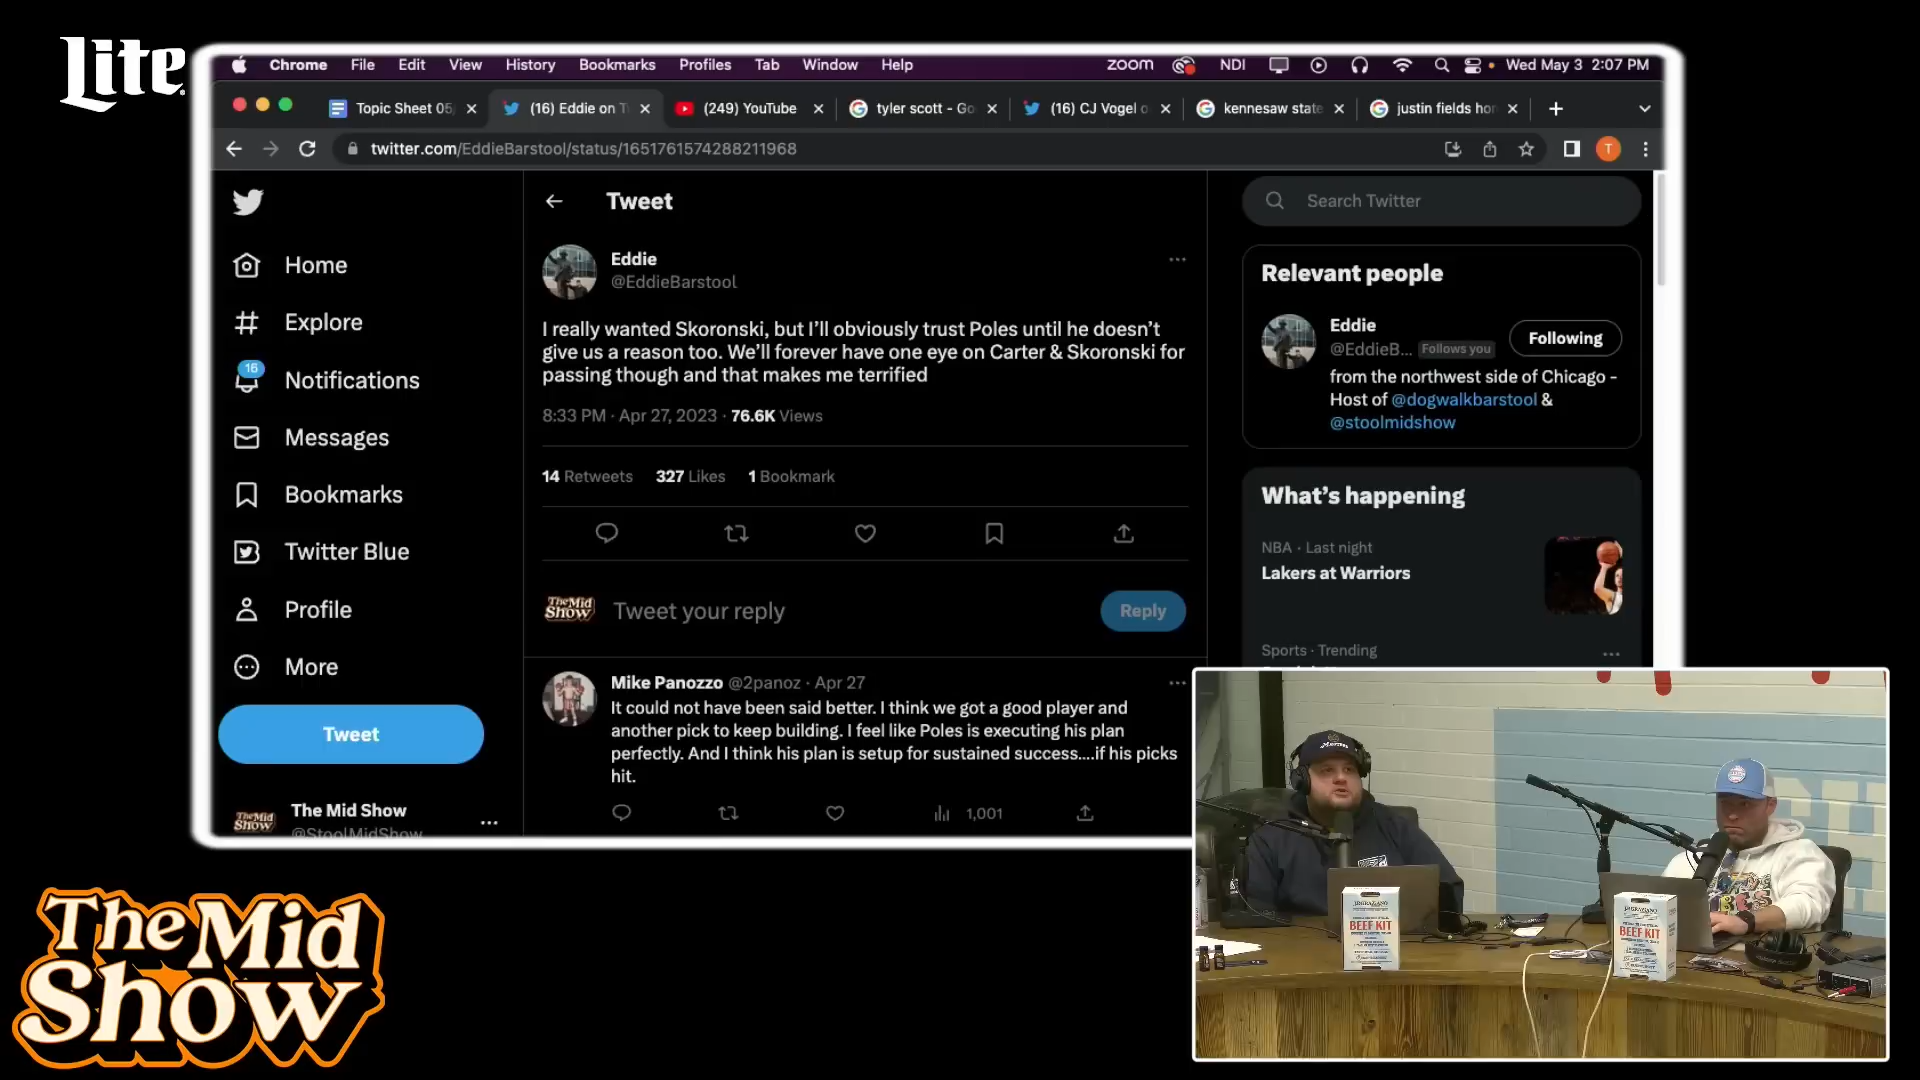 Lite
Chrome File Edit View History Bookmarks Profiles Tab Window Help
zoom NDI Wed May 3 2:07 PM
Topic Sheet 05
(16) Eddie on T
(249) YouTube
tyler scott - Go
(16) CJ Vogel o
kennesaw state
justin fields ho
twitter.com/EddieBarstool/status/1651761574288211968
T
Home
Explore
16
Notifications
Messages
Bookmarks
Twitter Blue
Profile
More
Tweet
The Mid Show
The Mid Show
@StoolMidShow
Tweet
Eddie
@EddieBarstool
I really wanted Skoronski, but I’ll obviously trust Poles until he doesn’t
give us a reason too. We’ll forever have one eye on Carter & Skoronski for
passing though and that makes me terrified
8:33 PM · Apr 27, 2023 · 76.6K Views
14 Retweets 327 Likes 1 Bookmark
The Mid Show
Tweet your reply
Reply
Mike Panozzo @2panoz · Apr 27
It could not have been said better. I think we got a good player and
another pick to keep building. I feel like Poles is executing his plan
perfectly. And I think his plan is setup for sustained success....if his picks
hit.
1,001
Search Twitter
Relevant people
Eddie
@EddieB... Follows you
Following
from the northwest side of Chicago -
Host of @dogwalkbarstool &
@stoolmidshow
What’s happening
NBA · Last night
Lakers at Warriors
Sports · Trending
BEEF KIT
BEEF KIT
The Mid
Show